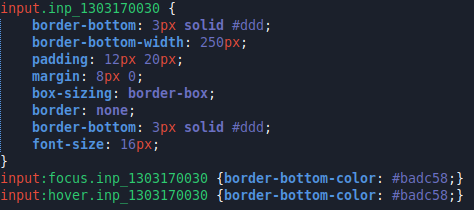 input.inp_1303170030 {
border-bottom: 3px solid #ddd;
border-bottom-width: 250px;
padding: 12px 20px;
margin: 8px 0;
box-sizing: border-box;
border: none;
border-bottom: 3px solid #ddd;
font-size: 16px;
}
input:focus.inp_1303170030 {border-bottom-color: #badc58;}
input:hover.inp_1303170030 {border-bottom-color: #badc58;}